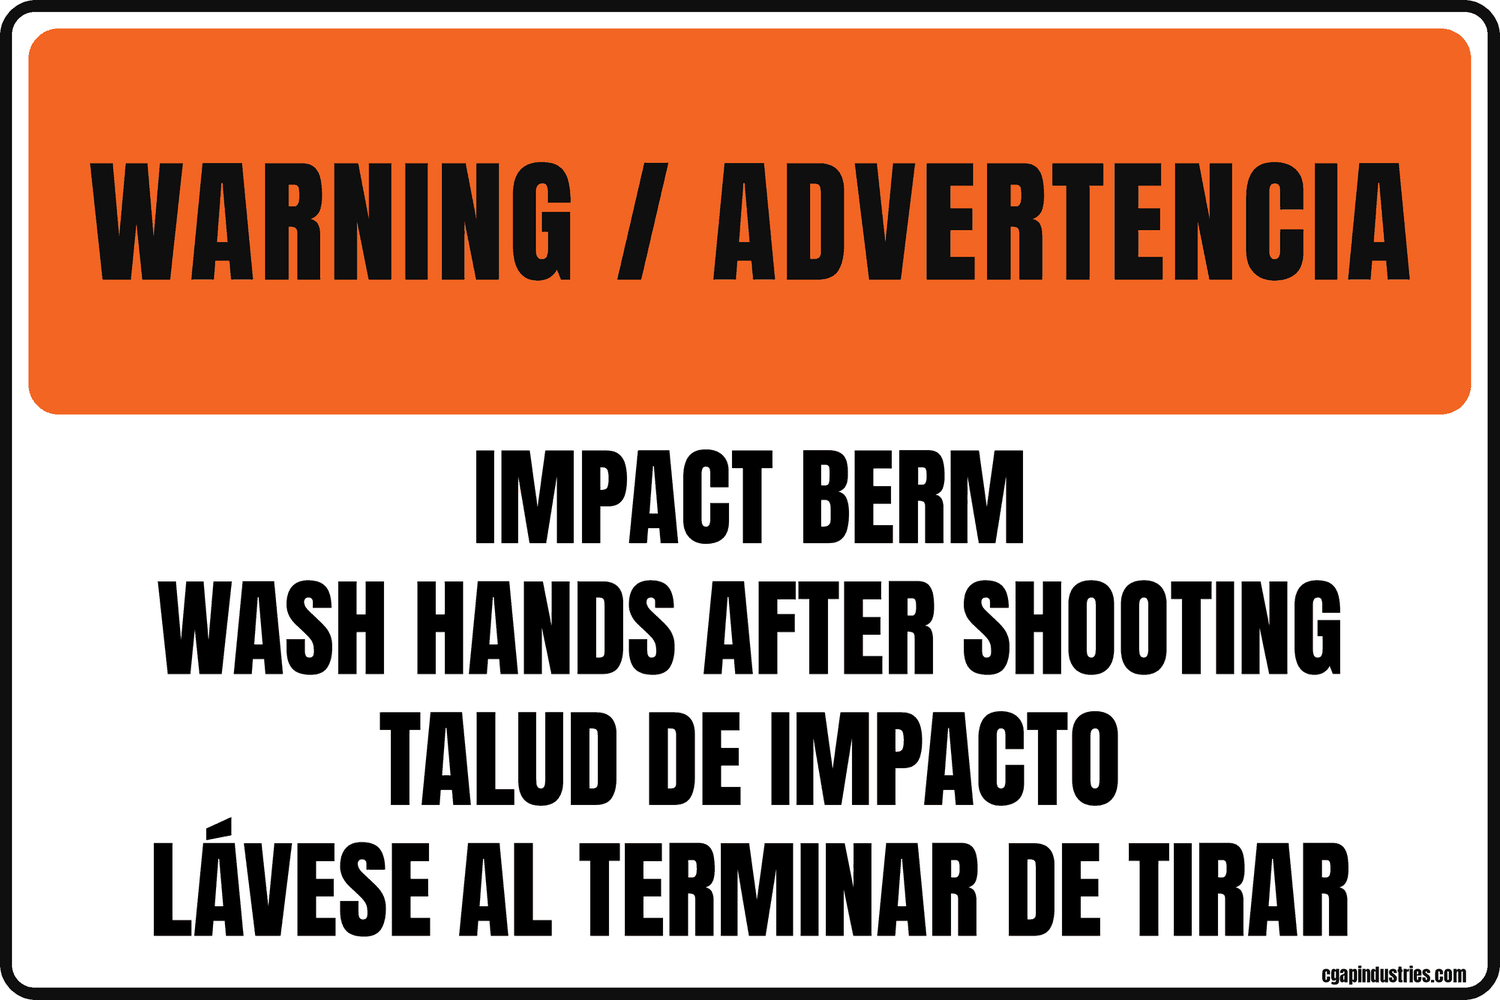 WARNING / ADVERTENCIA
IMPACT BERM
WASH HANDS AFTER SHOOTING
TALUD DE IMPACTO
LÁVESE AL TERMINAR DE TIRAR
cgapindustries.com